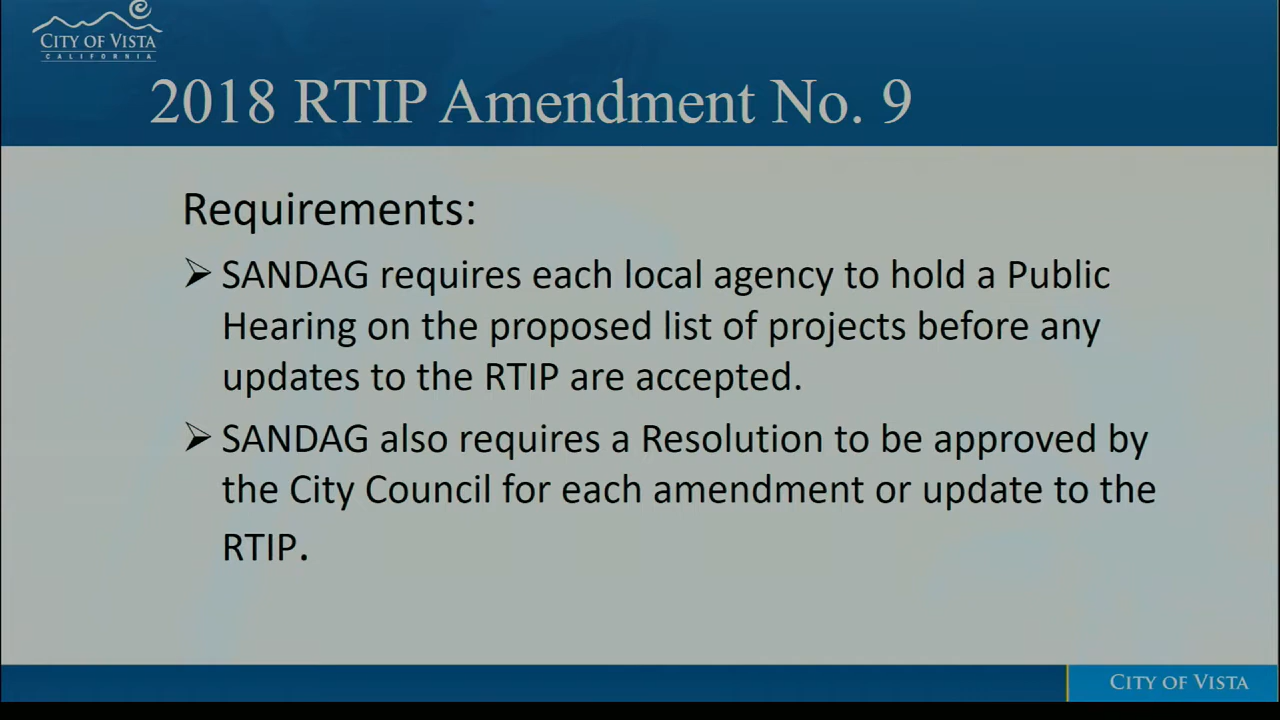 CITY OF VISTA
CALIFORNIA
2018 RTIP Amendment No. 9
Requirements:
➢ SANDAG requires each local agency to hold a Public
Hearing on the proposed list of projects before any
updates to the RTIP are accepted.
➢ SANDAG also requires a Resolution to be approved by
the City Council for each amendment or update to the
RTIP.
CITY OF VISTA